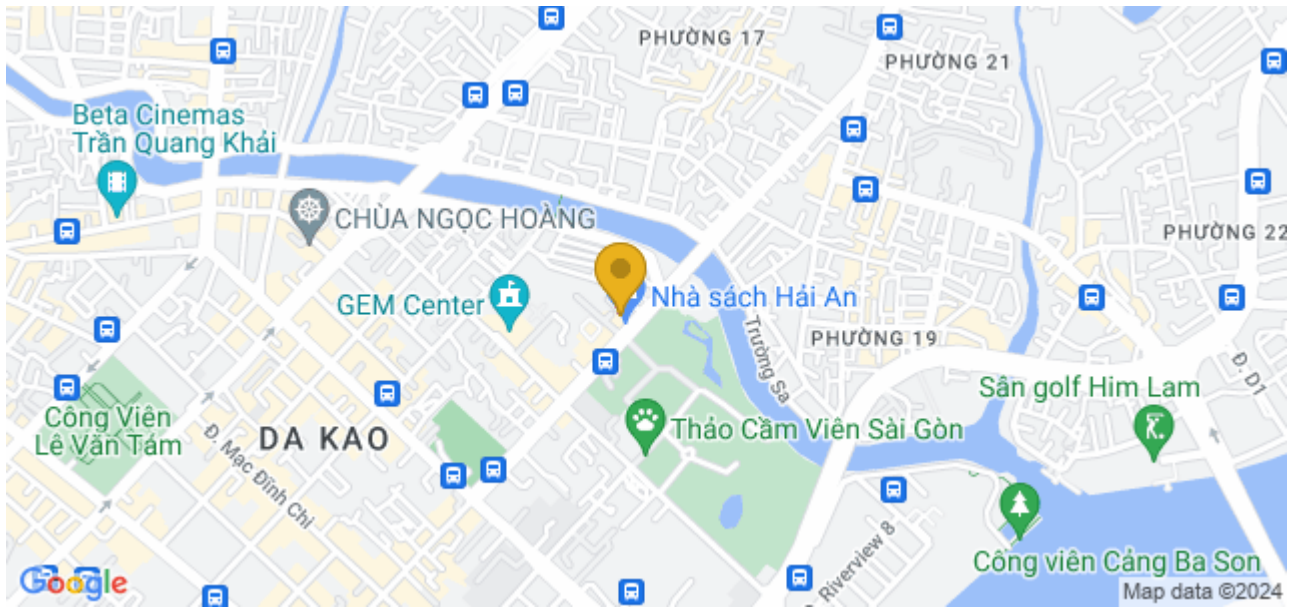 PHƯỜNG 17
PHƯỜNG 21
Beta Cinemas
Trần Quang Khải
CHÙA NGỌC HOÀNG
PHƯỜNG 22
GEM Center
Nhà sách Hải An
Trường Sa
PHƯỜNG 19
Đ. D1
Sân golf Him Lam
Công Viên
Lê Văn Tám
Đ. Mạc Đĩnh Chi
DA KAO
Thảo Cầm Viên Sài Gòn
Riverview 8
Công viên Cảng Ba Son
Google
Map data ©2024